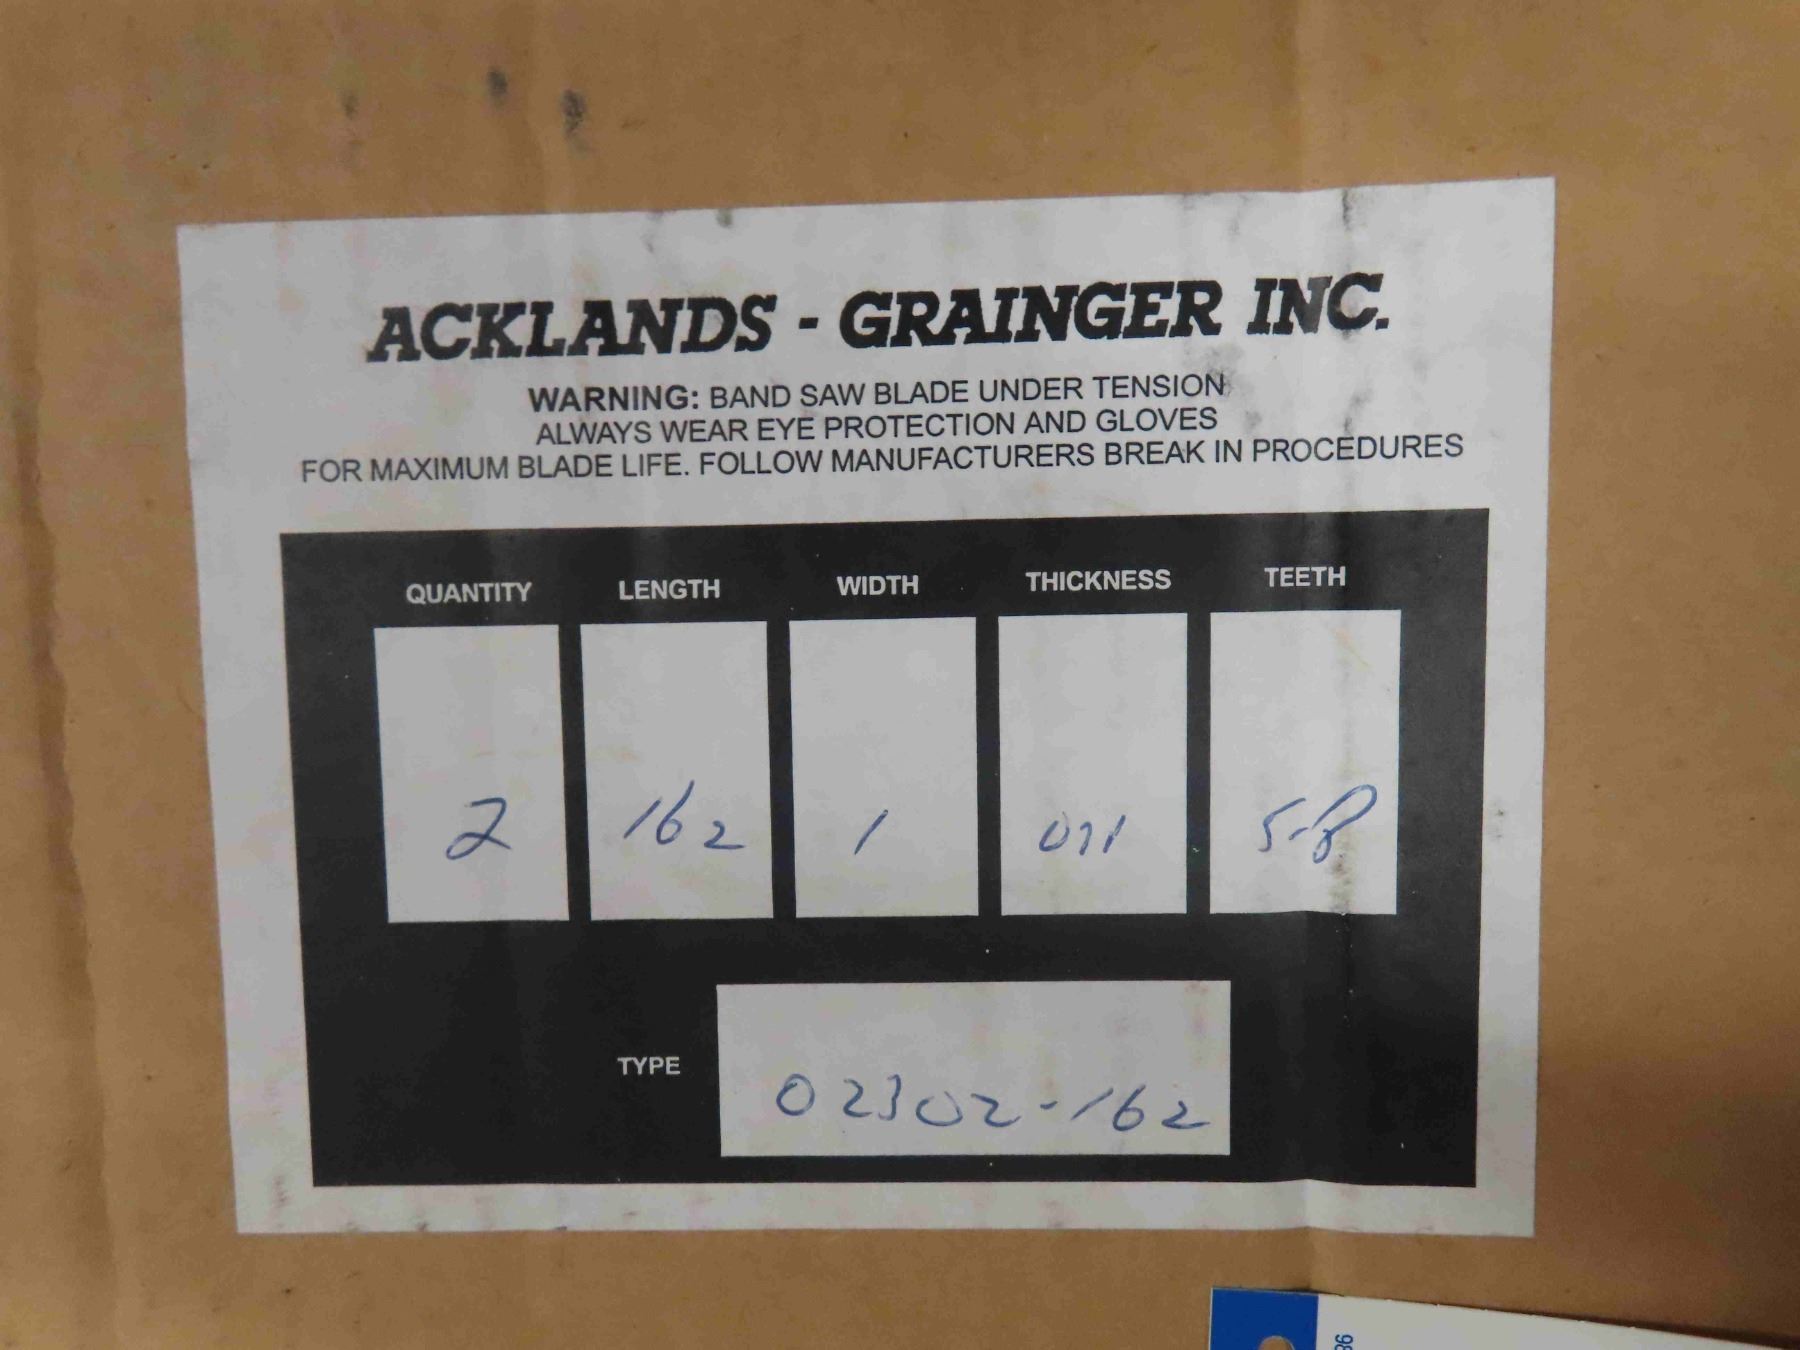 ACKLANDS - GRAINGER INC.
WARNING: BAND SAW BLADE UNDER TENSION
ALWAYS WEAR EYE PROTECTION AND GLOVES
FOR MAXIMUM BLADE LIFE. FOLLOW MANUFACTURERS BREAK IN PROCEDURES
QUANTITY LENGTH WIDTH THICKNESS TEETH
2 162 1 5-8
TYPE 02302-162